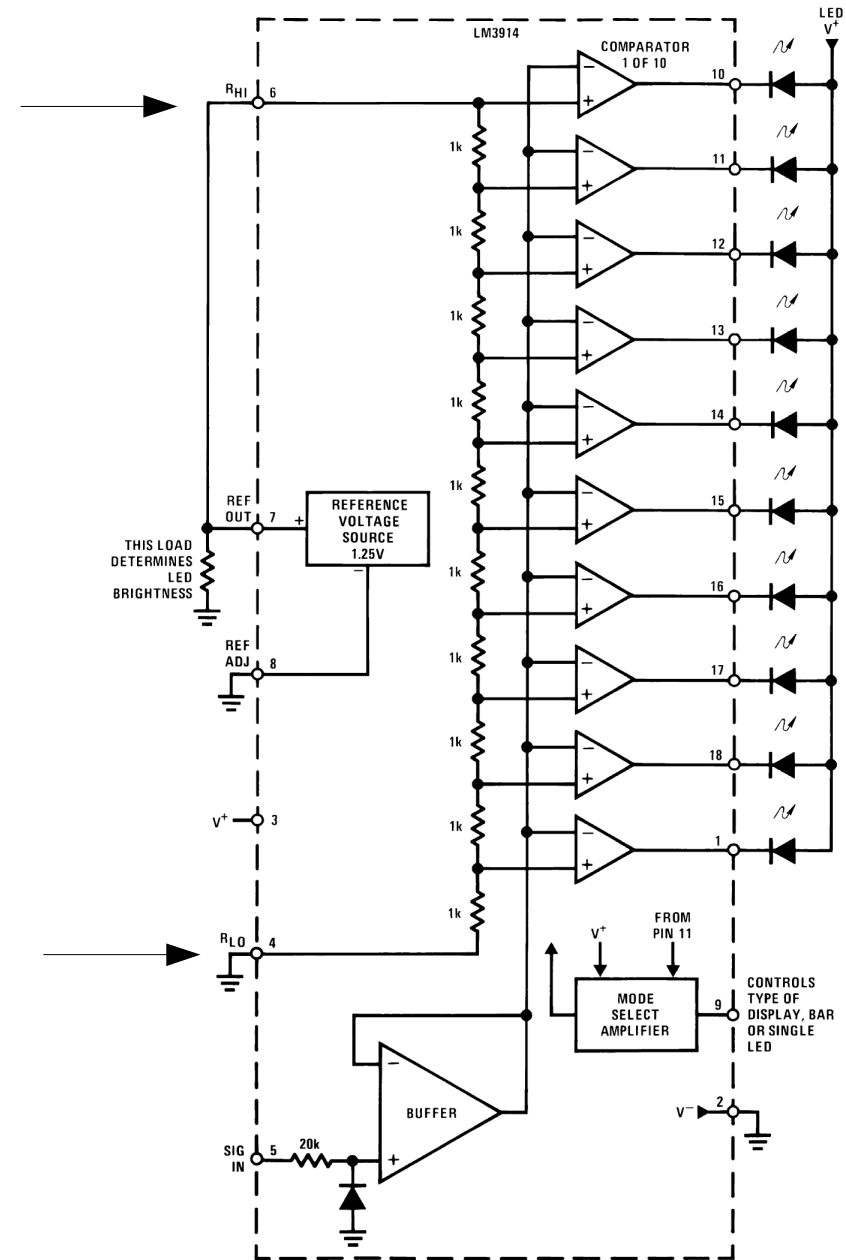 LED
V+
LM3914
COMPARATOR
1 OF 10
RHI 6
10
1k
11
1k
12
1k
13
1k
14
1k
15
REF
OUT 7
+
REFERENCE
VOLTAGE
SOURCE
1.25V
−
THIS LOAD
DETERMINES
LED
BRIGHTNESS
1k
16
1k
17
REF
ADJ 8
1k
18
1k
1
V+ 3
1k
RLO 4
− +
− +
− +
− +
− +
− +
− +
− +
− +
− +
V+
FROM
PIN 11
MODE
SELECT
AMPLIFIER
9
CONTROLS
TYPE OF
DISPLAY, BAR
OR SINGLE
LED
−
BUFFER
+
V− 2
SIG
IN 5
20k